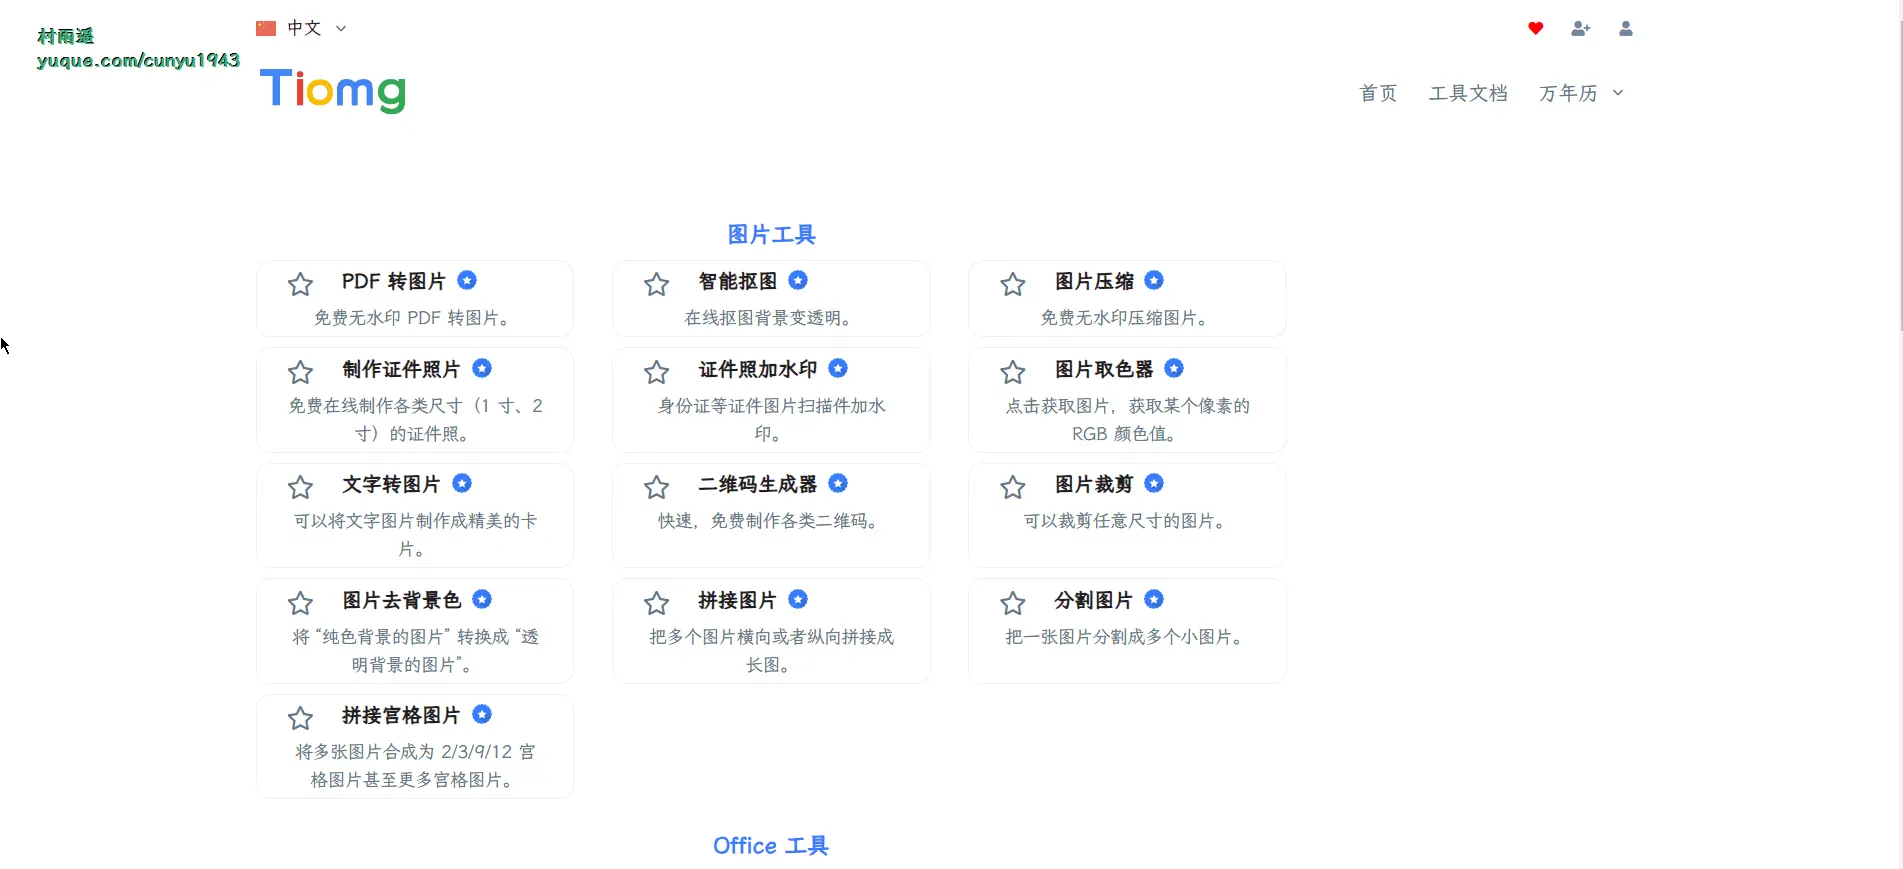 村雨遥
yuque.com/cunyu1943
中文
Tiomg
首页 工具文档 万年历
图片工具
PDF 转图片
免费无水印 PDF 转图片。
智能抠图
在线抠图背景变透明。
图片压缩
免费无水印压缩图片。
制作证件照片
免费在线制作各类尺寸（1 寸、2
寸）的证件照。
证件照加水印
身份证等证件图片扫描件加水
印。
图片取色器
点击获取图片，获取某个像素的
RGB 颜色值。
文字转图片
可以将文字图片制作成精美的卡
片。
二维码生成器
快速，免费制作各类二维码。
图片裁剪
可以裁剪任意尺寸的图片。
图片去背景色
将 “纯色背景的图片” 转换成 “透
明背景的图片”。
拼接图片
把多个图片横向或者纵向拼接成
长图。
分割图片
把一张图片分割成多个小图片。
拼接宫格图片
将多张图片合成为 2/3/9/12 宫
格图片甚至更多宫格图片。
Office 工具